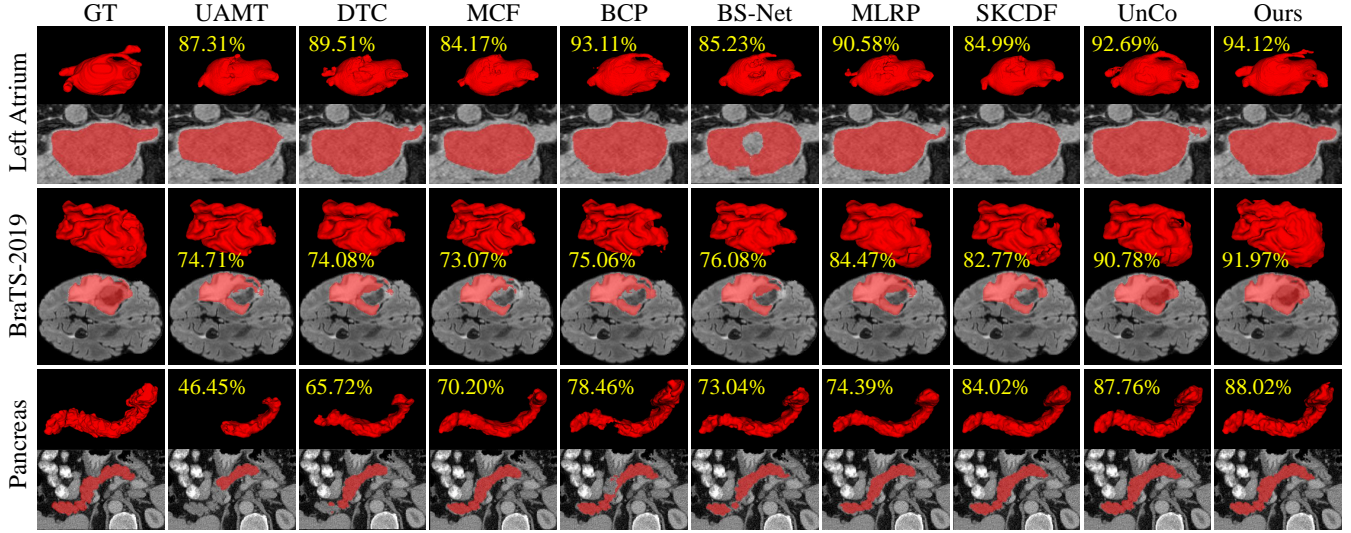 GT UAMT DTC MCF BCP BS-Net MLRP SKCDF UnCo Ours
Left Atrium
87.31% 89.51% 84.17% 93.11% 85.23% 90.58% 84.99% 92.69% 94.12%
BraTS-2019
74.71% 74.08% 73.07% 75.06% 76.08% 84.47% 82.77% 90.78% 91.97%
Pancreas
46.45% 65.72% 70.20% 78.46% 73.04% 74.39% 84.02% 87.76% 88.02%